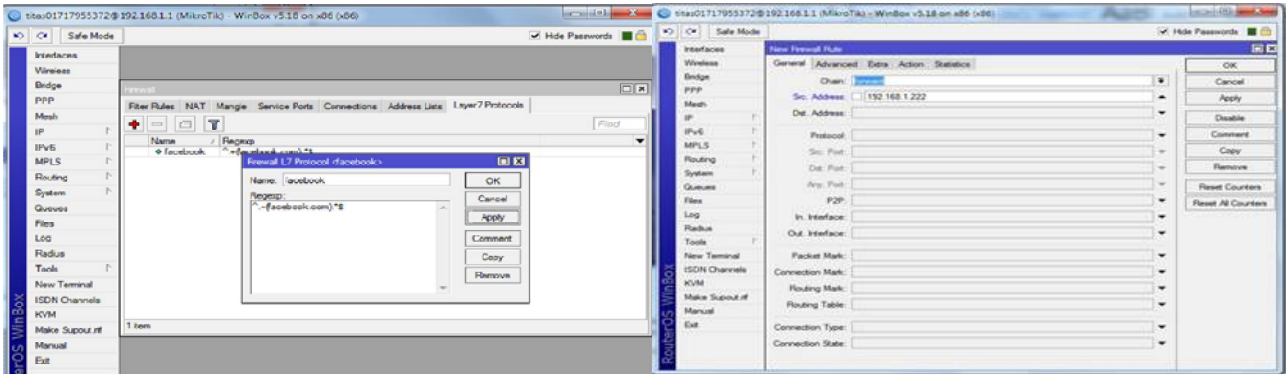 titas01717955372@192.168.1.1 (MikroTik) - WinBox v5.18 on x86 (x86)
Safe Mode
Hide Passwords
Interfaces
Wireless
Bridge
PPP
Mesh
IP
IPv6
MPLS
Routing
System
Queues
Files
Log
Radius
Tools
New Terminal
ISDN Channels
KVM
Make Supout.rif
Manual
Exit
RouterOS WinBox
Firewall
Filter Rules NAT Mangle Service Ports Connections Address Lists Layer7 Protocols
Find
Name Regexp
facebook ^.+(facebook.com).*$
Firewall L7 Protocol <facebook>
Name: facebook
Regexp:
^.+(facebook.com).*$
OK
Cancel
Apply
Comment
Copy
Remove
1 item
titas01717955372@192.168.1.1 (MikroTik) - WinBox v5.18 on x86 (x86)
Safe Mode
Hide Passwords
Interfaces
Wireless
Bridge
PPP
Mesh
IP
IPv6
MPLS
Routing
System
Queues
Files
Log
Radius
Tools
New Terminal
ISDN Channels
KVM
Make Supout.rif
Manual
Exit
RouterOS WinBox
New Firewall Rule
General Advanced Extra Action Statistics
Chain: forward
Src. Address: 192.168.1.222
Dst. Address:
Protocol:
Src. Port:
Dst. Port:
Any. Port:
P2P:
In. Interface:
Out. Interface:
Packet Mark:
Connection Mark:
Routing Mark:
Routing Table:
Connection Type:
Connection State:
OK
Cancel
Apply
Disable
Comment
Copy
Remove
Reset Counters
Reset All Counters